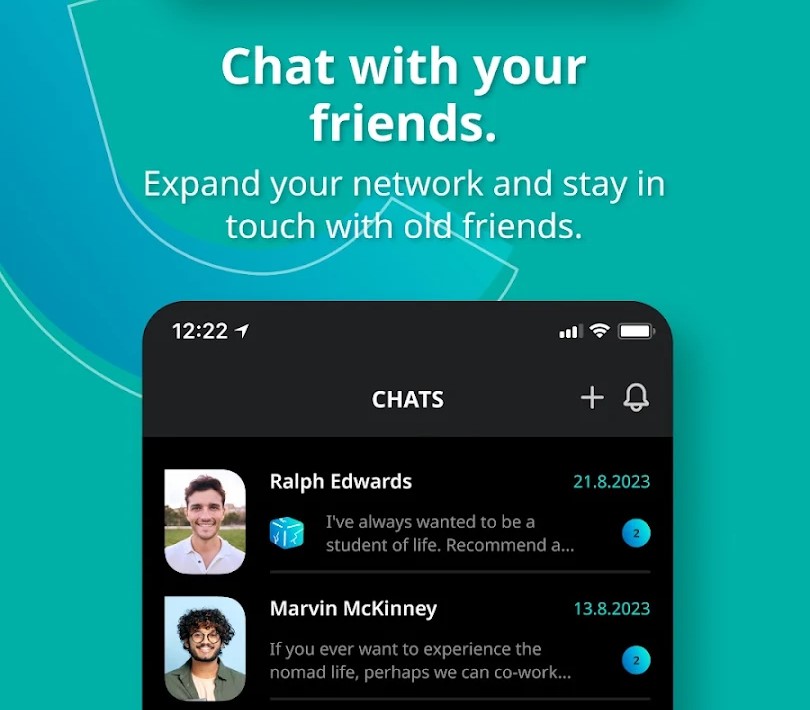 Chat with your
friends.
Expand your network and stay in
touch with old friends.
12:22
CHATS
Ralph Edwards
21.8.2023
I've always wanted to be a
student of life. Recommend a...
2
Marvin McKinney
13.8.2023
If you ever want to experience the
nomad life, perhaps we can co-work...
2